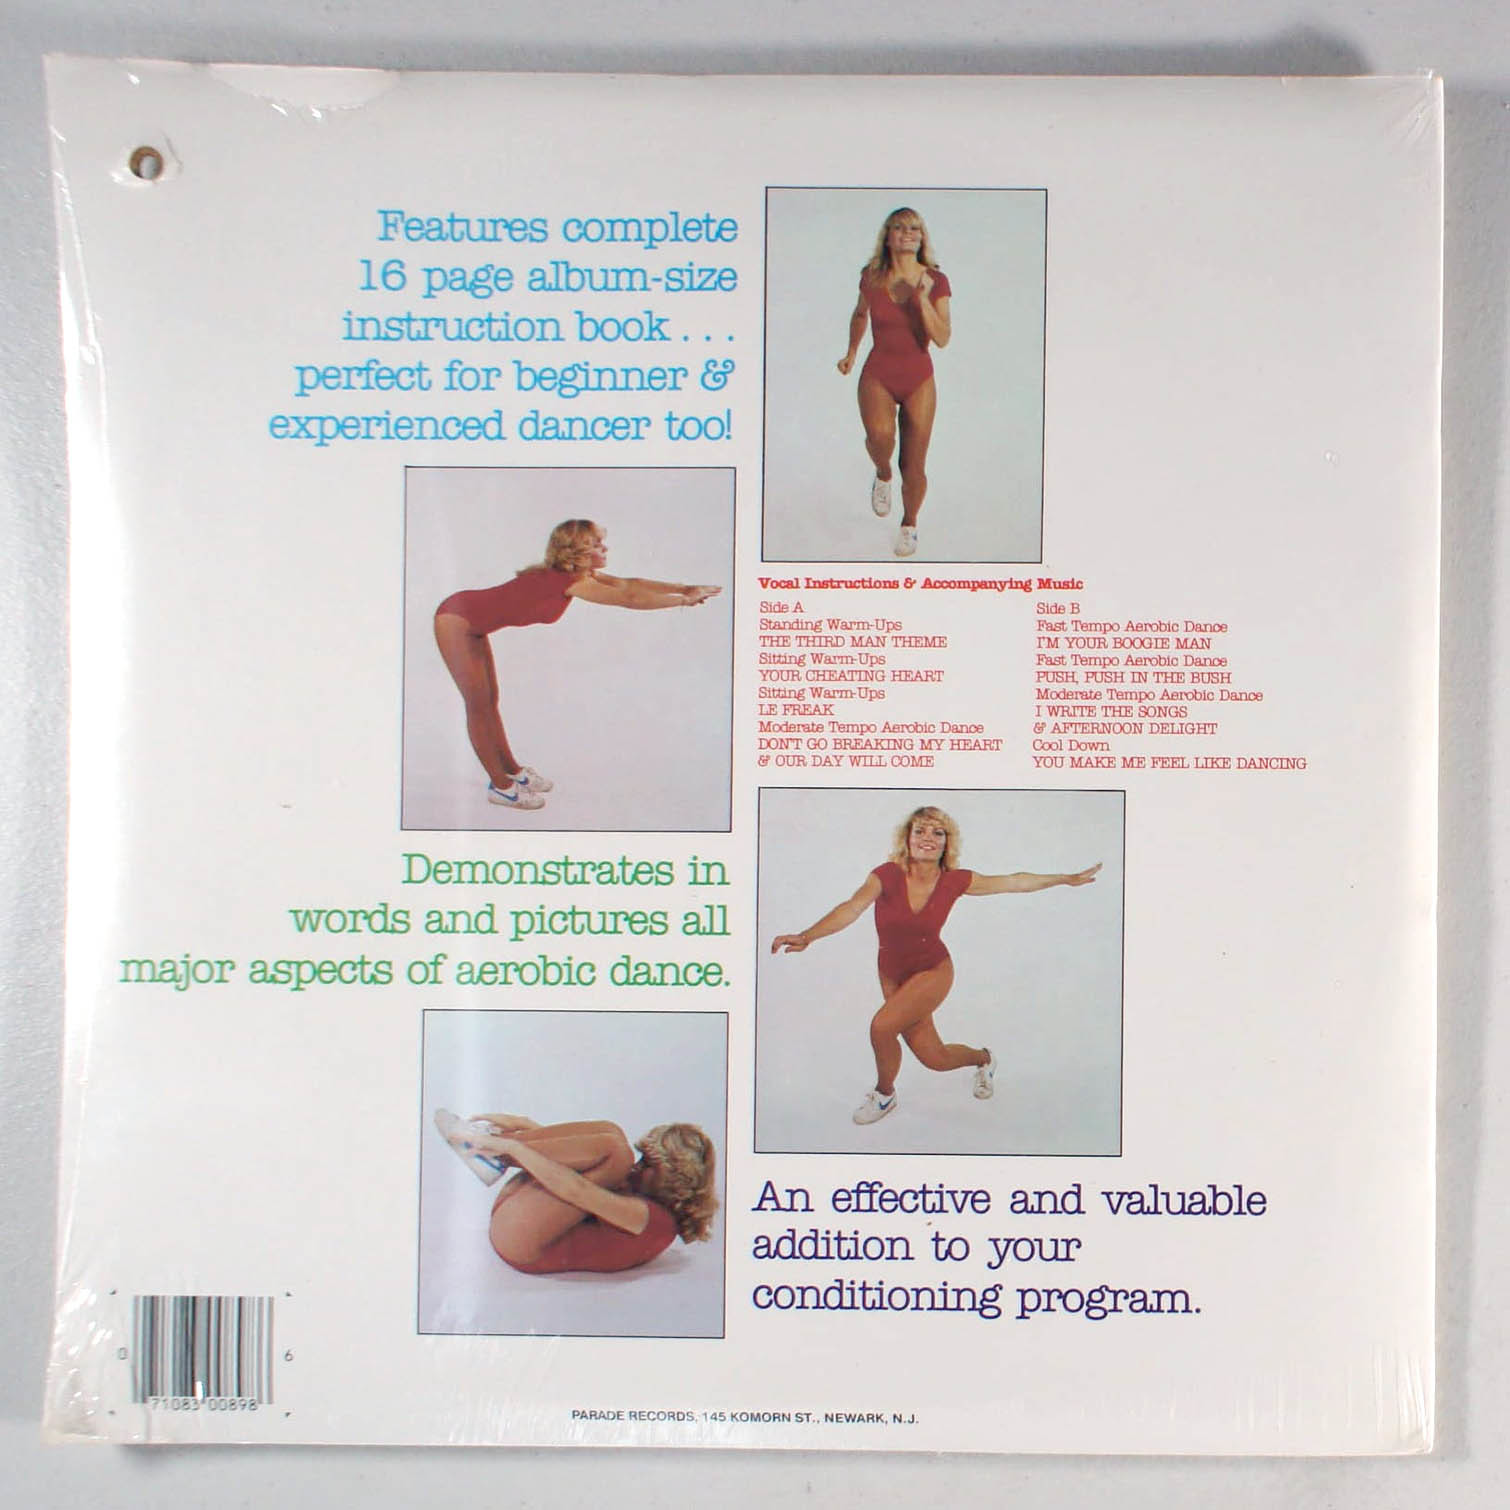 Features complete
16 page album-size
instruction book...
perfect for beginner &
experienced dancer too!
Vocal Instructions & Accompanying Music
Side A
Standing Warm-Ups
THE THIRD MAN THEME
Sitting Warm-Ups
YOUR CHEATING HEART
Sitting Warm-Ups
LE FREAK
Moderate Tempo Aerobic Dance
DON'T GO BREAKING MY HEART
& OUR DAY WILL COME
Side B
Fast Tempo Aerobic Dance
I'M YOUR BOOGIE MAN
Fast Tempo Aerobic Dance
PUSH, PUSH IN THE BUSH
Moderate Tempo Aerobic Dance
I WRITE THE SONGS
& AFTERNOON DELIGHT
Cool Down
YOU MAKE ME FEEL LIKE DANCING
Demonstrates in
words and pictures all
major aspects of aerobic dance.
An effective and valuable
addition to your
conditioning program.
0 71083 00898 6
PARADE RECORDS, 145 KOMORN ST., NEWARK, N.J.